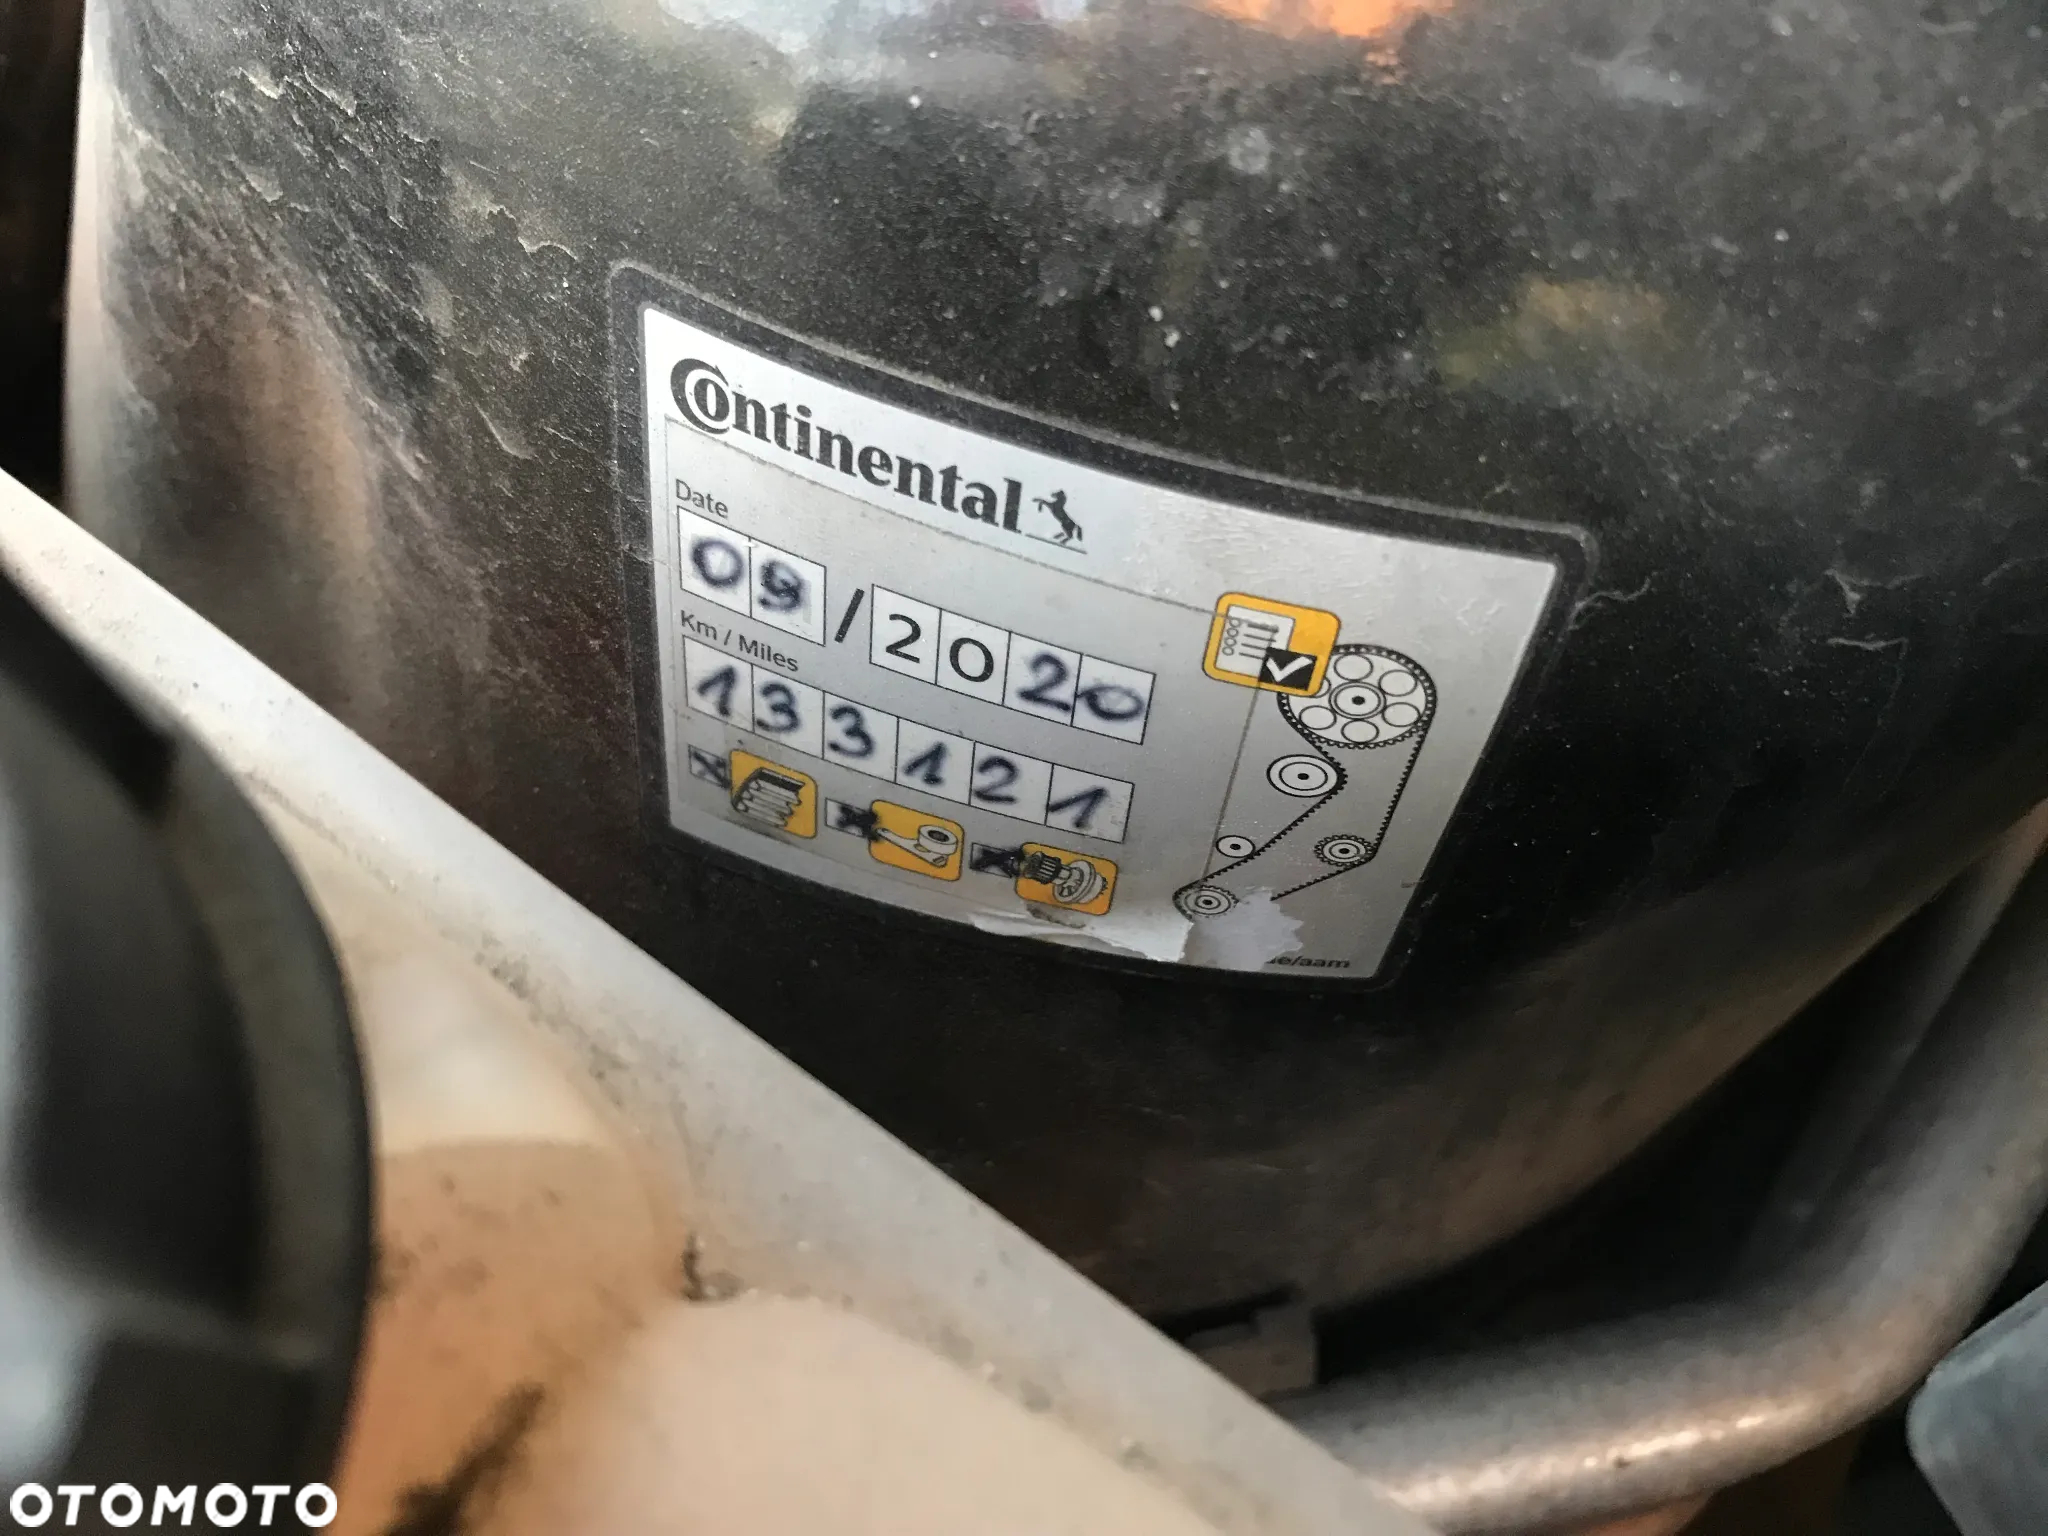 Continental
Date
09/2020
Km / Miles
133121
OTOMOTO